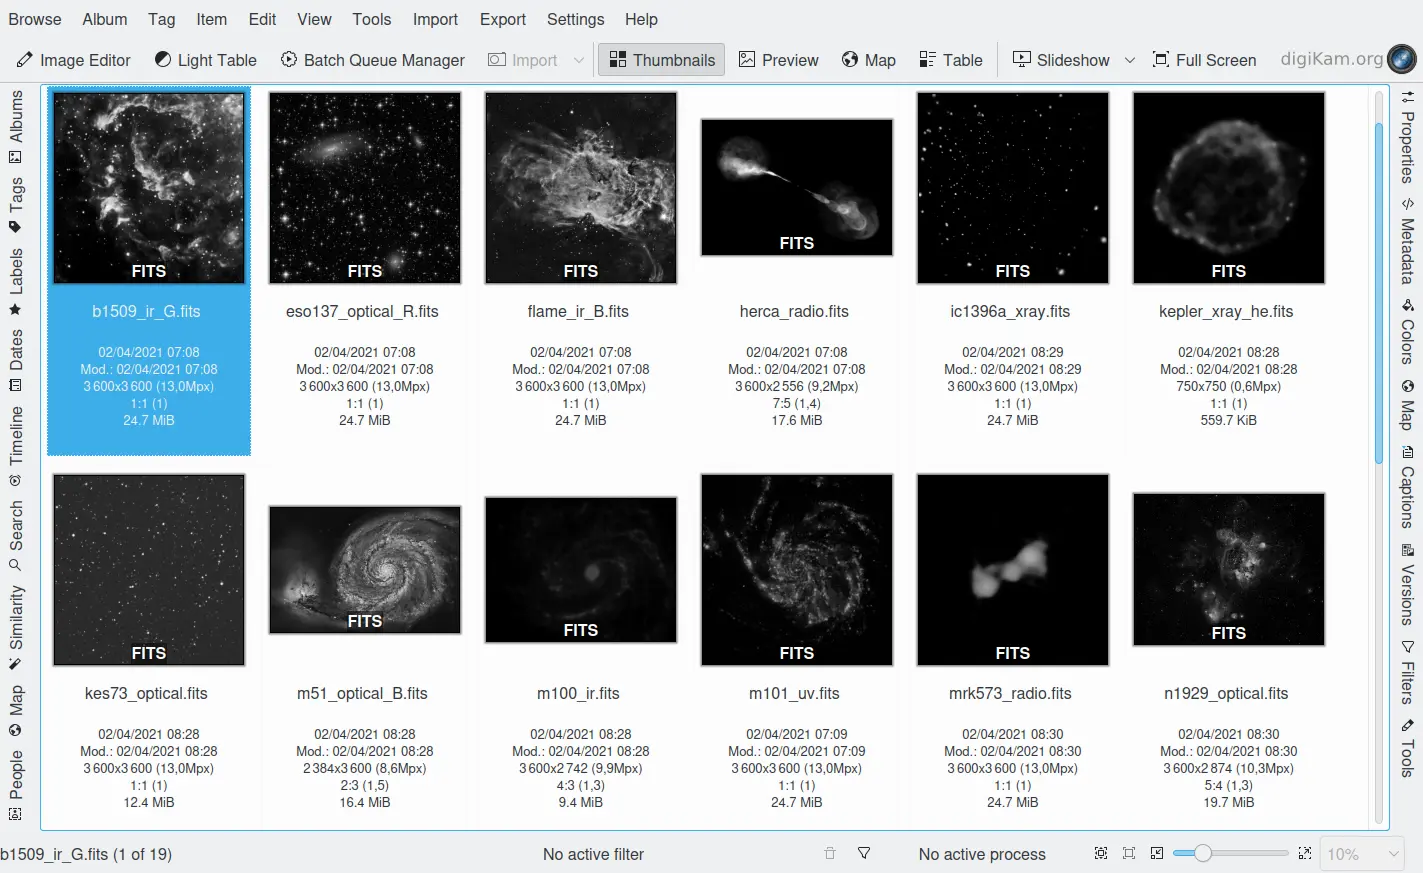 Browse Album Tag Item Edit View Tools Import Export Settings Help
Image Editor Light Table Batch Queue Manager Import Thumbnails Preview Map Table Slideshow Full Screen digiKam.org
Albums
Tags
Labels
Dates
Timeline
Search
Similarity
Map
People
FITS FITS FITS FITS FITS FITS
b1509_ir_G.fits eso137_optical_R.fits flame_ir_B.fits herca_radio.fits ic1396a_xray.fits kepler_xray_he.fits
02/04/2021 07:08 02/04/2021 07:08 02/04/2021 07:08 02/04/2021 07:08 02/04/2021 08:29 02/04/2021 08:28
Mod.: 02/04/2021 07:08 Mod.: 02/04/2021 07:08 Mod.: 02/04/2021 07:08 Mod.: 02/04/2021 07:08 Mod.: 02/04/2021 08:29 Mod.: 02/04/2021 08:28
3 600x3 600 (13,0Mpx) 3 600x3 600 (13,0Mpx) 3 600x3 600 (13,0Mpx) 3 600x2 556 (9,2Mpx) 3 600x3 600 (13,0Mpx) 750x750 (0,6Mpx)
1:1 (1) 1:1 (1) 1:1 (1) 7:5 (1,4) 1:1 (1) 1:1 (1)
24.7 MiB 24.7 MiB 24.7 MiB 17.6 MiB 24.7 MiB 559.7 KiB
FITS FITS FITS FITS FITS FITS
kes73_optical.fits m51_optical_B.fits m100_ir.fits m101_uv.fits mrk573_radio.fits n1929_optical.fits
02/04/2021 08:28 02/04/2021 08:28 02/04/2021 08:28 02/04/2021 07:09 02/04/2021 08:30 02/04/2021 08:30
Mod.: 02/04/2021 08:28 Mod.: 02/04/2021 08:28 Mod.: 02/04/2021 08:28 Mod.: 02/04/2021 07:09 Mod.: 02/04/2021 08:30 Mod.: 02/04/2021 08:30
3 600x3 600 (13,0Mpx) 2 384x3 600 (8,6Mpx) 3 600x2 742 (9,9Mpx) 3 600x3 600 (13,0Mpx) 3 600x3 600 (13,0Mpx) 3 600x2 874 (10,3Mpx)
1:1 (1) 2:3 (1,5) 4:3 (1,3) 1:1 (1) 1:1 (1) 5:4 (1,3)
12.4 MiB 16.4 MiB 9.4 MiB 24.7 MiB 24.7 MiB 19.7 MiB
Properties
Metadata
Colors
Map
Captions
Versions
Filters
Tools
b1509_ir_G.fits (1 of 19) No active filter No active process 10%